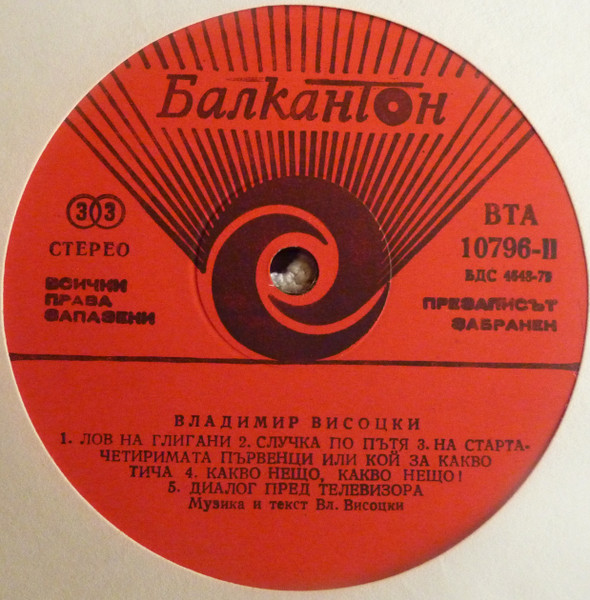 Балкантон
33
СТЕРЕО
ВСИЧКИ
ПРАВА
ЗАПАЗЕНИ
ВТА
10796-II
БДС 4643-75
ПРЕЗАПИСЪТ
ЗАБРАНЕН
ВЛАДИМИР ВИСОЦКИ
1. ЛОВ НА ГЛИГАНИ 2. СЛУЧКА ПО ПЪТЯ 3. НА СТАРТА-
ЧЕТИРИМАТА ПЪРВЕНЦИ ИЛИ КОЙ ЗА КАКВО
ТИЧА 4. КАКВО НЕЩО, КАКВО НЕЩО!
5. ДИАЛОГ ПРЕД ТЕЛЕВИЗОРА
Музика и текст Вл. Висоцки